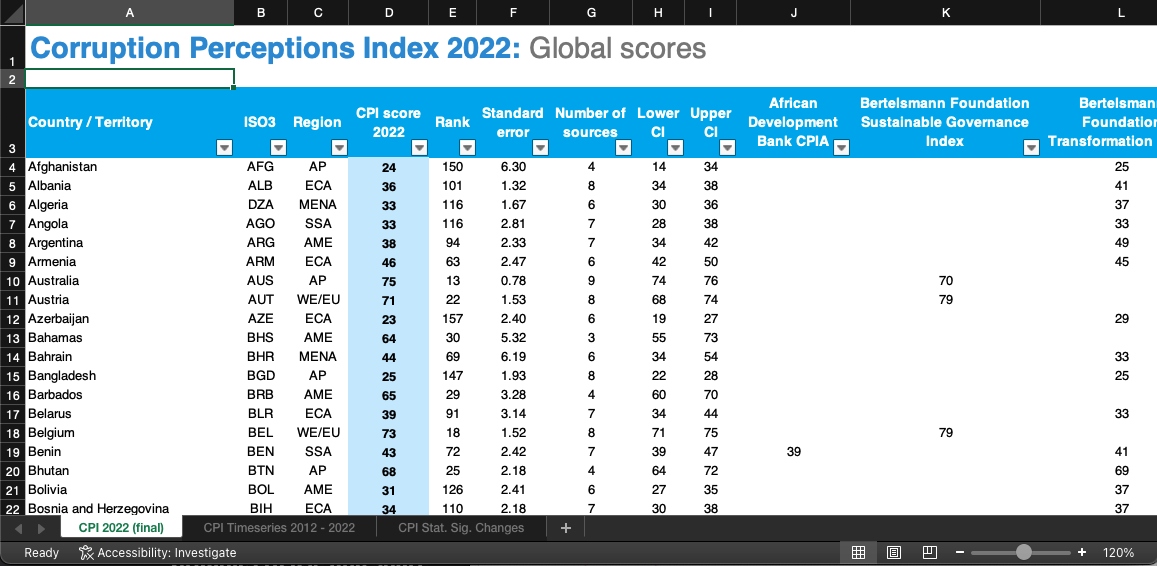 A B C D E F G H I J K L
1 Corruption Perceptions Index 2022: Global scores
2
3 Country / Territory ISO3 Region CPI score 2022 Rank Standard error Number of sources Lower CI Upper CI African Development Bank CPIA Bertelsmann Foundation Sustainable Governance Index Bertelsman Foundation Transformation
4 Afghanistan AFG AP 24 150 6.30 4 14 34 25
5 Albania ALB ECA 36 101 1.32 8 34 38 41
6 Algeria DZA MENA 33 116 1.67 6 30 36 37
7 Angola AGO SSA 33 116 2.81 7 28 38 33
8 Argentina ARG AME 38 94 2.33 7 34 42 49
9 Armenia ARM ECA 46 63 2.47 6 42 50 45
10 Australia AUS AP 75 13 0.78 9 74 76 70
11 Austria AUT WE/EU 71 22 1.53 8 68 74 79
12 Azerbaijan AZE ECA 23 157 2.40 6 19 27 29
13 Bahamas BHS AME 64 30 5.32 3 55 73
14 Bahrain BHR MENA 44 69 6.19 6 34 54 33
15 Bangladesh BGD AP 25 147 1.93 8 22 28 25
16 Barbados BRB AME 65 29 3.28 4 60 70
17 Belarus BLR ECA 39 91 3.14 7 34 44 33
18 Belgium BEL WE/EU 73 18 1.52 8 71 75 79
19 Benin BEN SSA 43 72 2.42 7 39 47 39 41
20 Bhutan BTN AP 68 25 2.18 4 64 72 69
21 Bolivia BOL AME 31 126 2.41 6 27 35 37
22 Bosnia and Herzegovina BIH ECA 34 110 2.18 7 30 38 37
CPI 2022 (final) CPI Timeseries 2012 - 2022 CPI Stat. Sig. Changes +
Ready Accessibility: Investigate - + 120%